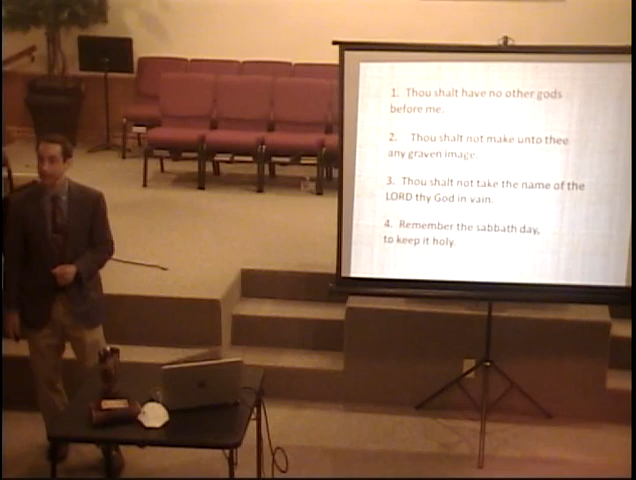 1. Thou shalt have no other gods
before me.
2. Thou shalt not make unto thee
any graven image.
3. Thou shalt not take the name of the
LORD thy God in vain.
4. Remember the sabbath day,
to keep it holy.